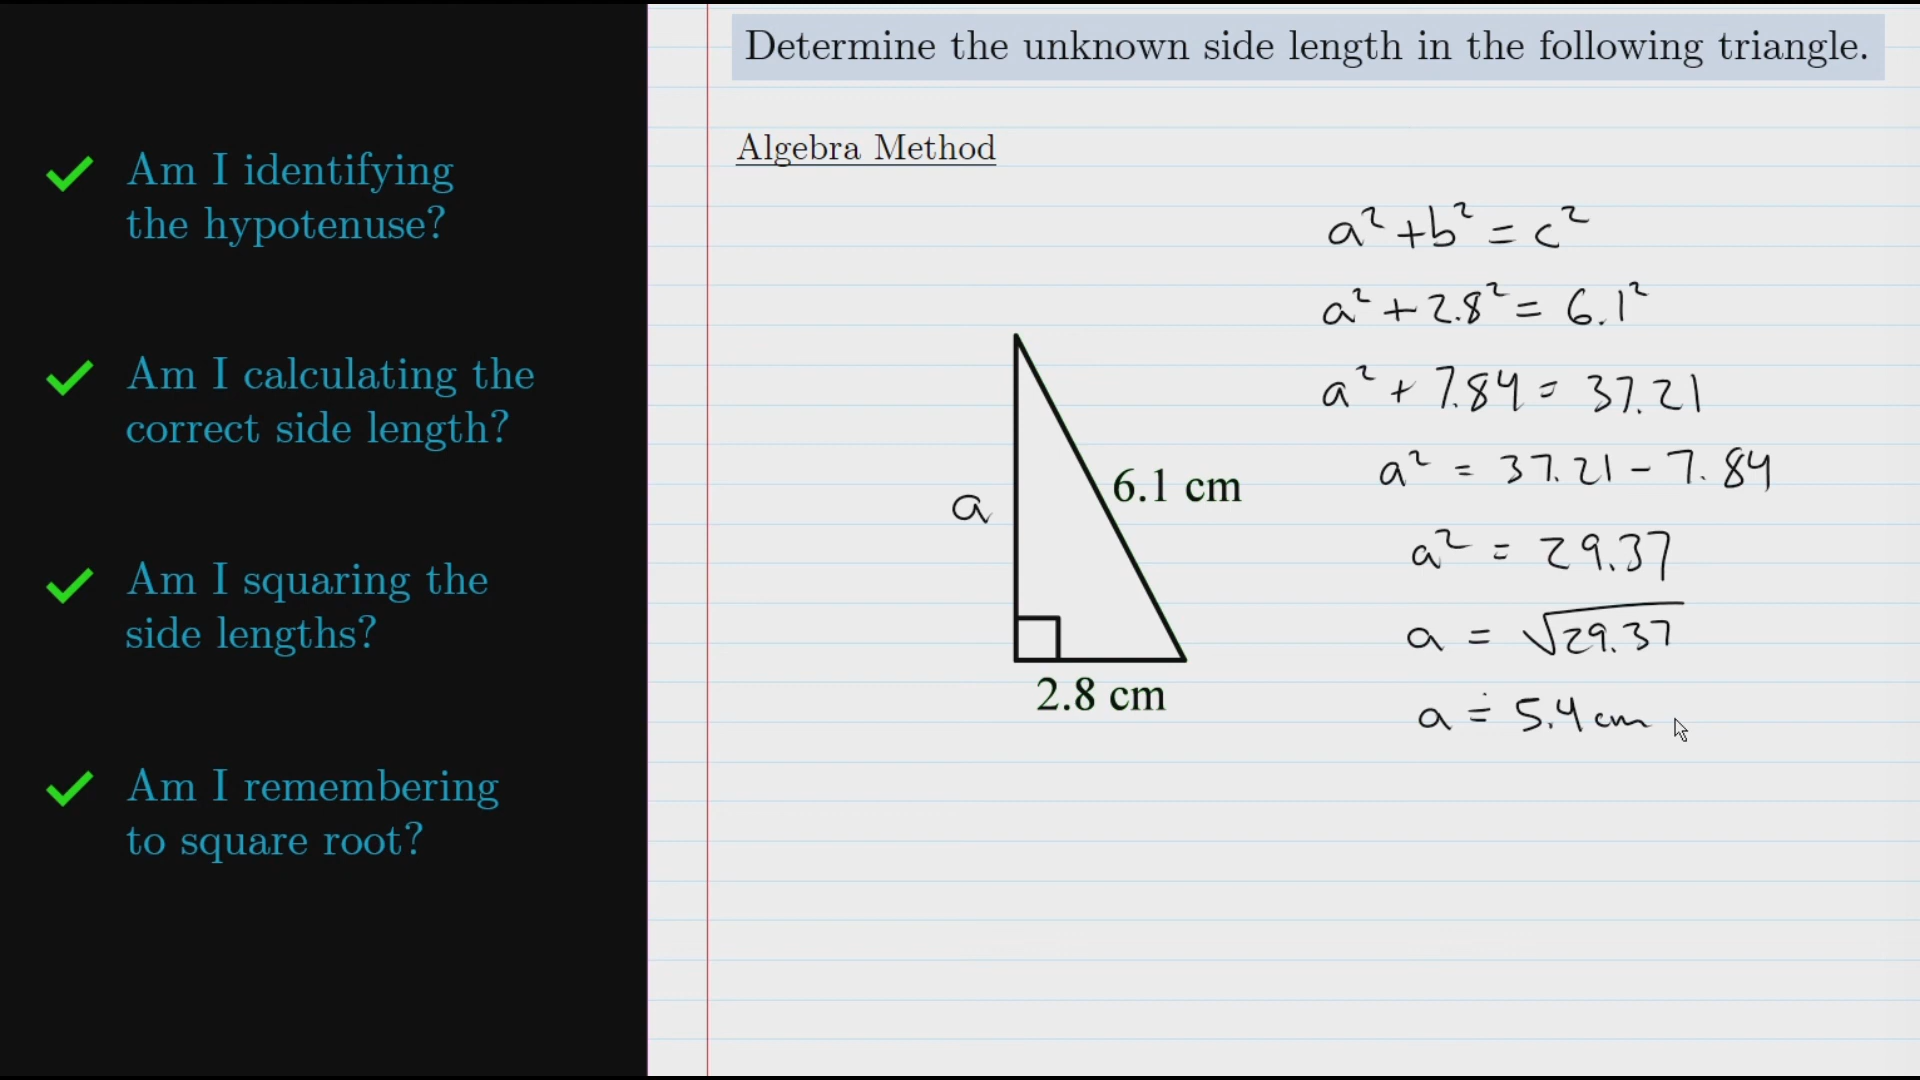 Am I identifying
the hypotenuse?
Am I calculating the
correct side length?
Am I squaring the
side lengths?
Am I remembering
to square root?
Determine the unknown side length in the following triangle.
Algebra Method
a² + b² = c²
a² + 2.8² = 6.1²
a² + 7.84 = 37.21
a² = 37.21 - 7.84
a² = 29.37
a = √29.37
a ≐ 5.4 cm
a
6.1 cm
2.8 cm